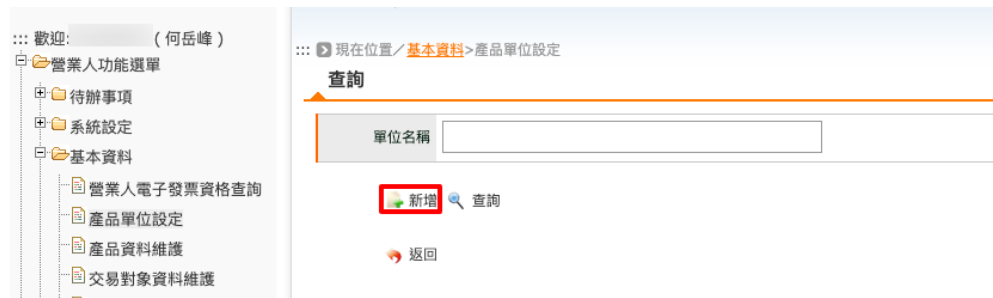 ::: 歡迎: (何岳峰)
營業人功能選單
待辦事項
系統設定
基本資料
營業人電子發票資格查詢
產品單位設定
產品資料維護
交易對象資料維護
::: 現在位置／基本資料>產品單位設定
查詢
單位名稱
新增 查詢
返回